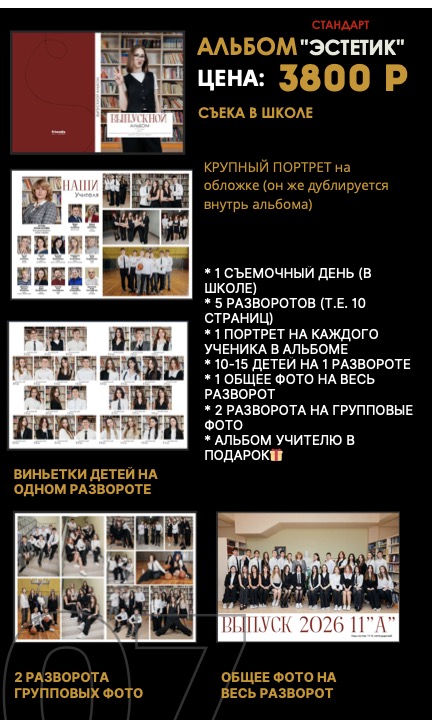 СТАНДАРТ
АЛЬБОМ "ЭСТЕТИК"
ЦЕНА: 3800 Р
СЪЕКА В ШКОЛЕ
ВЫПУСКНОЙ
АЛЬБОМ
КРУПНЫЙ ПОРТРЕТ на
обложке (он же дублируется
внутрь альбома)
НАШИ
Учителя
* 1 СЪЕМОЧНЫЙ ДЕНЬ (В
ШКОЛЕ)
* 5 РАЗВОРОТОВ (Т.Е. 10
СТРАНИЦ)
* 1 ПОРТРЕТ НА КАЖДОГО
УЧЕНИКА В АЛЬБОМЕ
* 10-15 ДЕТЕЙ НА 1 РАЗВОРОТЕ
* 1 ОБЩЕЕ ФОТО НА ВЕСЬ
РАЗВОРОТ
* 2 РАЗВОРОТА НА ГРУППОВЫЕ
ФОТО
* АЛЬБОМ УЧИТЕЛЮ В
ПОДАРОК🎁
ВИНЬЕТКИ ДЕТЕЙ НА
ОДНОМ РАЗВОРОТЕ
ВЫПУСК 2026 11"А"
07
2 РАЗВОРОТА
ГРУППОВЫХ ФОТО
ОБЩЕЕ ФОТО НА
ВЕСЬ РАЗВОРОТ